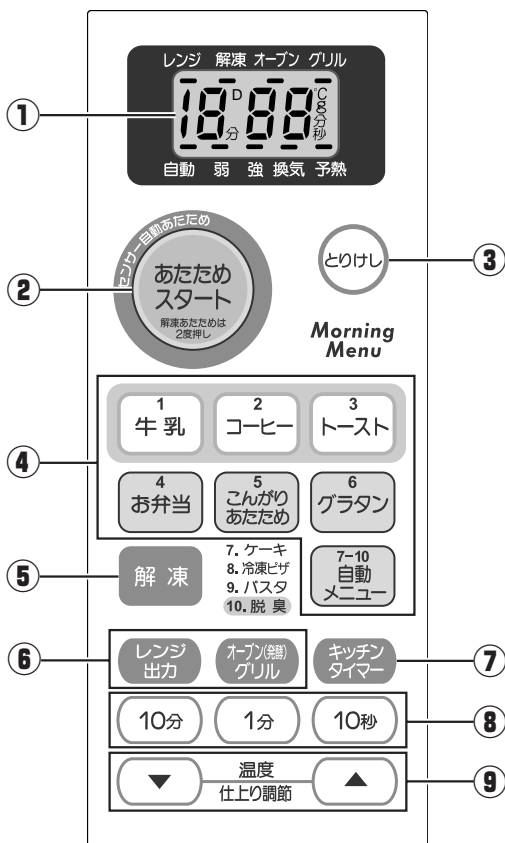 レンジ 解凍 オーブン グリル
①
18 D 88 ℃ g 分 秒
分
自動 弱 強 換気 予熱
センサー自動あたため
②
あたため
スタート
解凍あたためは
2度押し
とりけし
③
Morning
Menu
④
1
牛乳
2
コーヒー
3
トースト
4
お弁当
5
こんがり
あたため
6
グラタン
⑤
解凍
7. ケーキ
8. 冷凍ピザ
9. パスタ
10. 脱臭
7-10
自動
メニュー
⑥
レンジ
出力
オーブン(発酵)
グリル
キッチン
タイマー
⑦
10分
1分
10秒
⑧
▼
温度
仕上り調節
▲
⑨